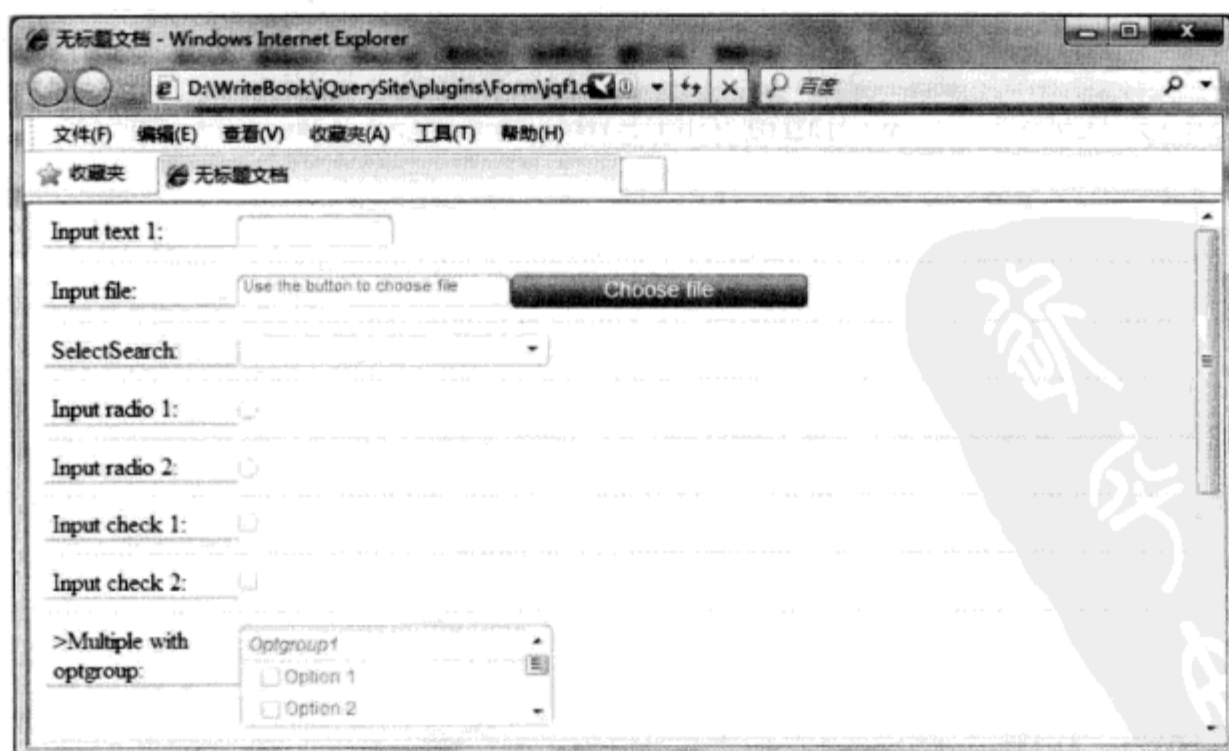 无标题文档 - Windows Internet Explorer
D:\WriteBook\jQuerySite\plugins\Form\jqf1 百度
文件(F) 编辑(E) 查看(V) 收藏夹(A) 工具(T) 帮助(H)
收藏夹 无标题文档
Input text 1:
Input file: Use the button to choose file Choose file
SelectSearch:
Input radio 1:
Input radio 2:
Input check 1:
Input check 2:
>Multiple with
optgroup:
Optgroup1
Option 1
Option 2